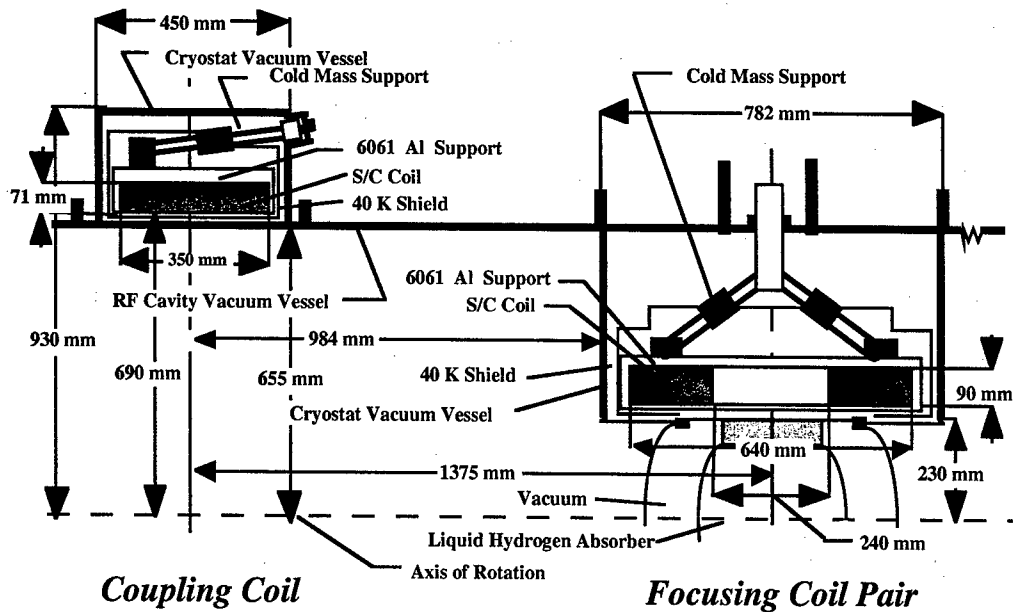 450 mm
Cryostat Vacuum Vessel
Cold Mass Support
Cold Mass Support
782 mm
6061 Al Support
71 mm
S/C Coil
40 K Shield
350 mm
6061 Al Support
RF Cavity Vacuum Vessel
S/C Coil
930 mm
984 mm
690 mm
655 mm
40 K Shield
90 mm
Cryostat Vacuum Vessel
640 mm
1375 mm
230 mm
Vacuum
Liquid Hydrogen Absorber
240 mm
Axis of Rotation
Coupling Coil
Focusing Coil Pair